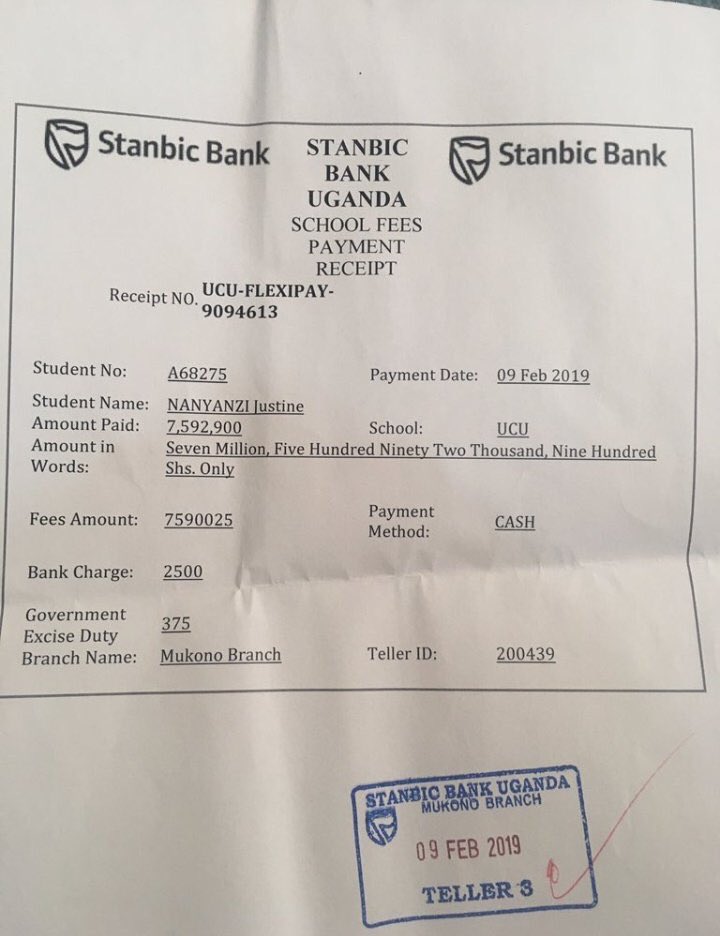 Stanbic Bank
STANBIC
BANK
UGANDA
SCHOOL FEES
PAYMENT
RECEIPT
Stanbic Bank
Receipt NO. UCU-FLEXIPAY-
9094613
Student No: A68275 Payment Date: 09 Feb 2019
Student Name: NANYANZI Justine
Amount Paid: 7,592,900 School: UCU
Amount in Words: Seven Million, Five Hundred Ninety Two Thousand, Nine Hundred
Shs. Only
Fees Amount: 7590025 Payment Method: CASH
Bank Charge: 2500
Government
Excise Duty 375
Branch Name: Mukono Branch Teller ID: 200439
STANBIC BANK UGANDA
MUKONO BRANCH
09 FEB 2019
TELLER 3